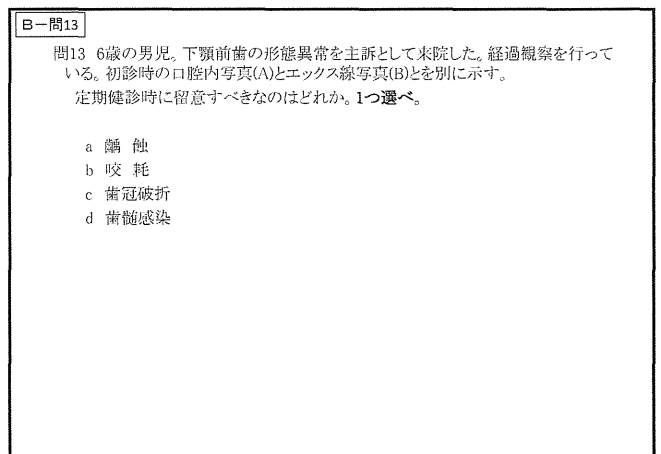 B－問13
問13 6歳の男児。下顎前歯の形態異常を主訴として来院した。経過観察を行って
いる。初診時の口腔内写真(A)とエックス線写真(B)とを別に示す。
定期健診時に留意すべきなのはどれか。1つ選べ。
a 齲 蝕
b 咬 耗
c 歯冠破折
d 歯髄感染